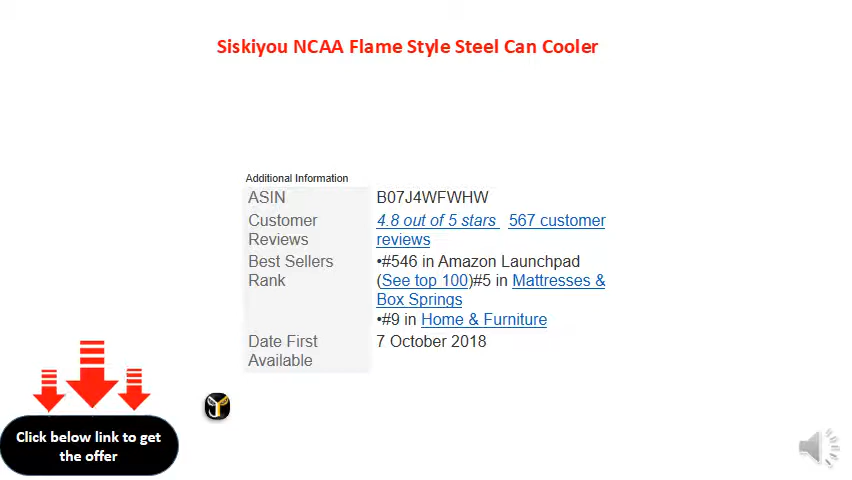 Siskiyou NCAA Flame Style Steel Can Cooler
Additional Information
ASIN B07J4WFWHW
Customer 4.8 out of 5 stars 567 customer
Reviews reviews
Best Sellers •#546 in Amazon Launchpad
Rank (See top 100)#5 in Mattresses &
Box Springs
•#9 in Home & Furniture
Date First 7 October 2018
Available
Click below link to get
the offer